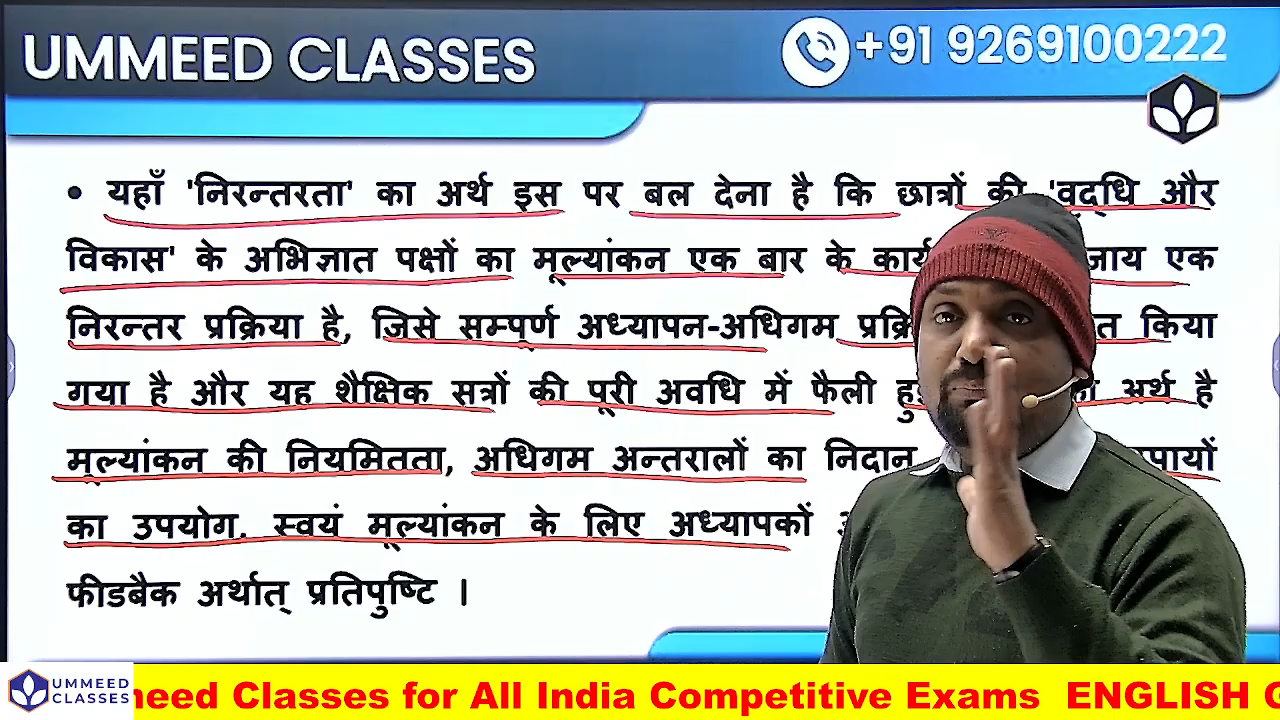 UMMEED CLASSES
+91 9269100222
• यहाँ 'निरन्तरता' का अर्थ इस पर बल देना है कि छात्रों की 'वृद्धि और
विकास' के अभिज्ञात पक्षों का मूल्यांकन एक बार के एक
निरन्तर प्रक्रिया है, जिसे सम्पूर्ण अध्यापन-अधिगम किया
गया है और यह शैक्षिक सत्रों की पूरी अवधि में फैली अर्थ है
मूल्यांकन की नियमितता, अधिगम अन्तरालों का निदान
का उपयोग, स्वयं मूल्यांकन के लिए अध्यापकों
फीडबैक अर्थात् प्रतिपुष्टि ।
UMMEED
CLASSES
Classes for All India Competitive Exams ENGLISH